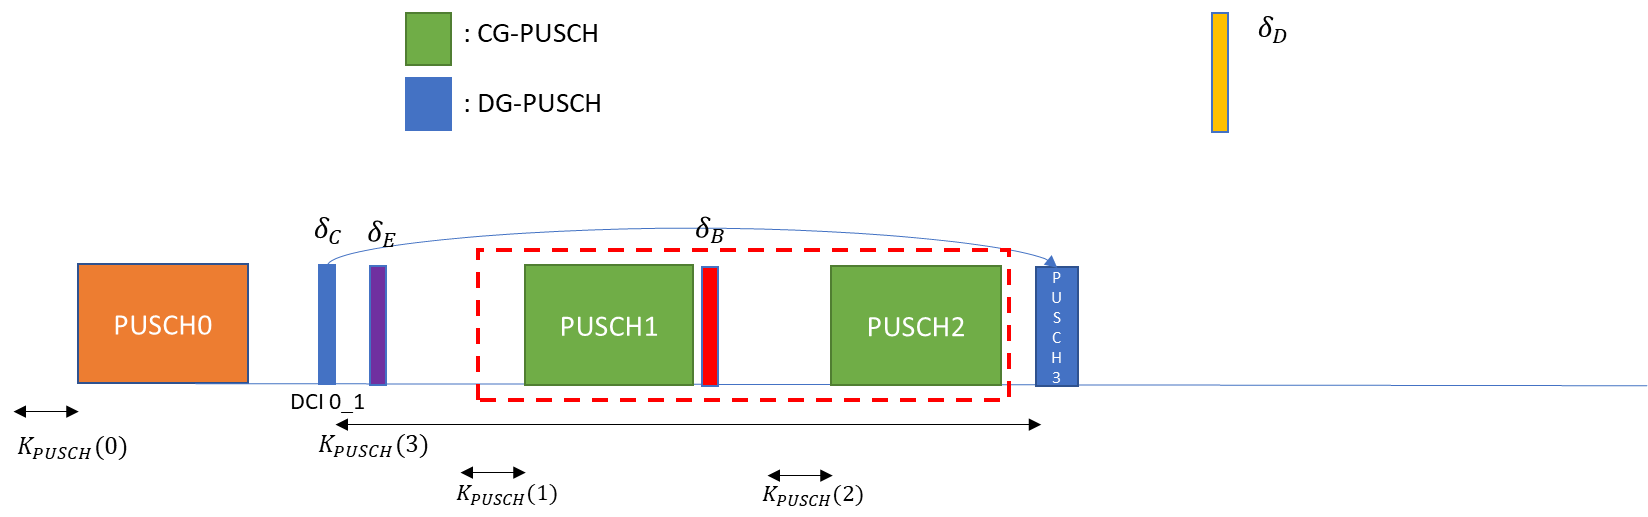 : CG-PUSCH
δ_D
: DG-PUSCH
δ_C
δ_E
δ_B
PUSCH0
PUSCH1
PUSCH2
PUSCH3
DCI 0_1
K_PUSCH(0)
K_PUSCH(3)
K_PUSCH(1)
K_PUSCH(2)